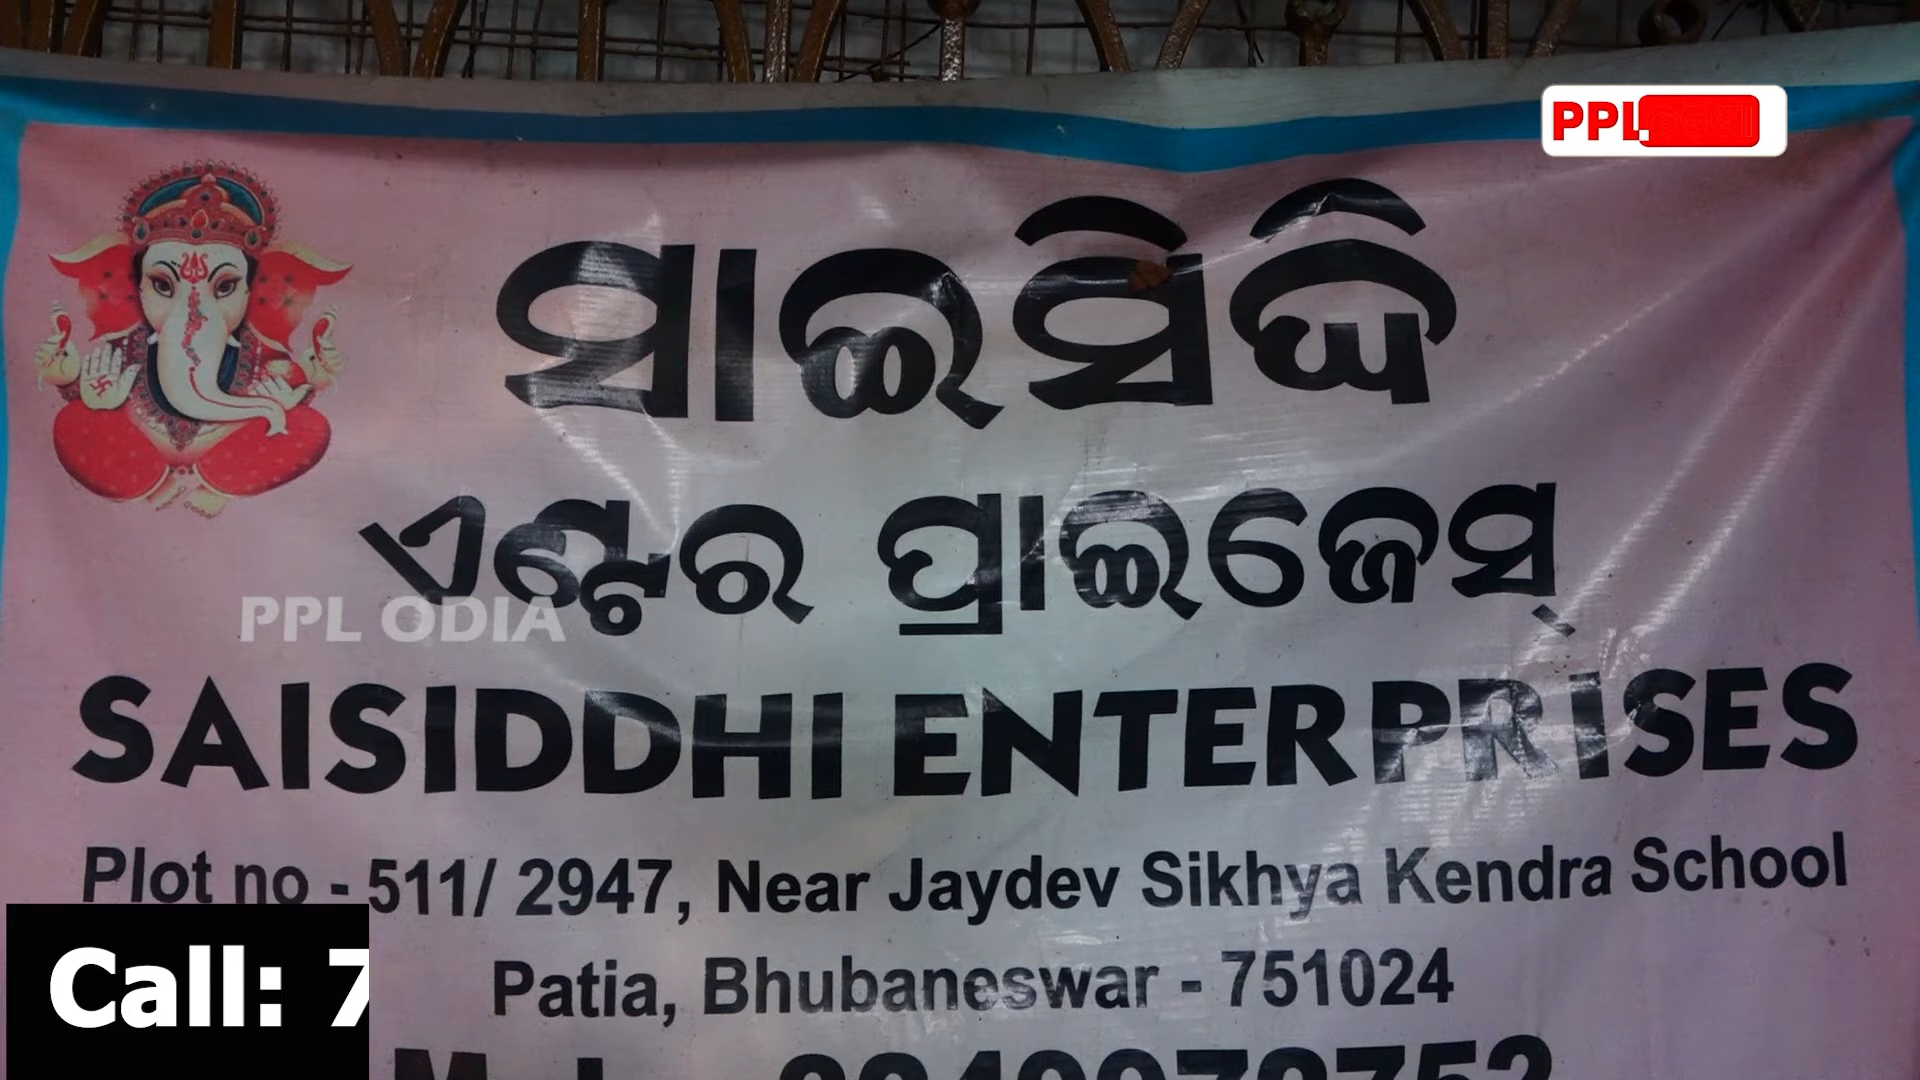 PPL
ସାଇସିଦ୍ଧି
ଏଣ୍ଟର ପ୍ରାଇଜେସ୍
PPL ODIA
SAISIDDHI ENTERPRISES
Plot no - 511/ 2947, Near Jaydev Sikhya Kendra School
Patia, Bhubaneswar - 751024
Call: 7